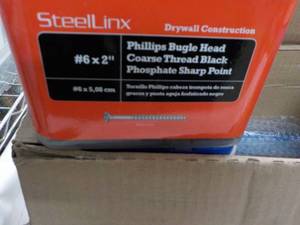 SteelLinx
Drywall Construction
#6 x 2"
Phillips Bugle Head
Coarse Thread Black
Phosphate Sharp Point
#6 x 5,08 cm
Tornillo Phillips cabeza trompeta de rosca
gruesa y punta aguja fosfatizado negro